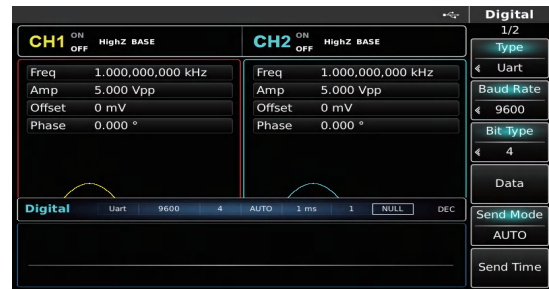 Digital
1/2
CH1 ON OFF HighZ BASE
CH2 ON OFF HighZ BASE
Freq 1.000,000,000 kHz
Amp 5.000 Vpp
Offset 0 mV
Phase 0.000 °
Freq 1.000,000,000 kHz
Amp 5.000 Vpp
Offset 0 mV
Phase 0.000 °
Digital Uart 9600 4 AUTO 1 ms 1 NULL DEC
Type
Uart
Baud Rate
9600
Bit Type
4
Data
Send Mode
AUTO
Send Time